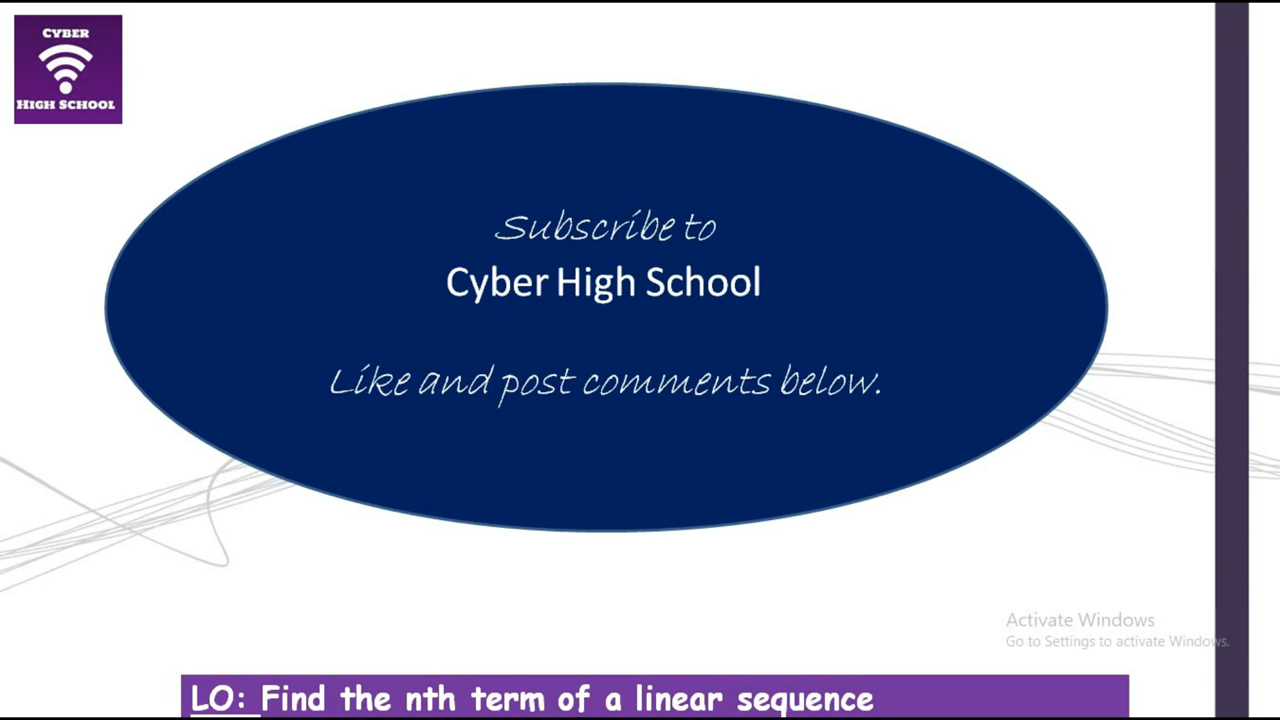 CYBER
HIGH SCHOOL
Subscribe to
Cyber High School
Like and post comments below.
Activate Windows
Go to Settings to activate Windows.
LO: Find the nth term of a linear sequence